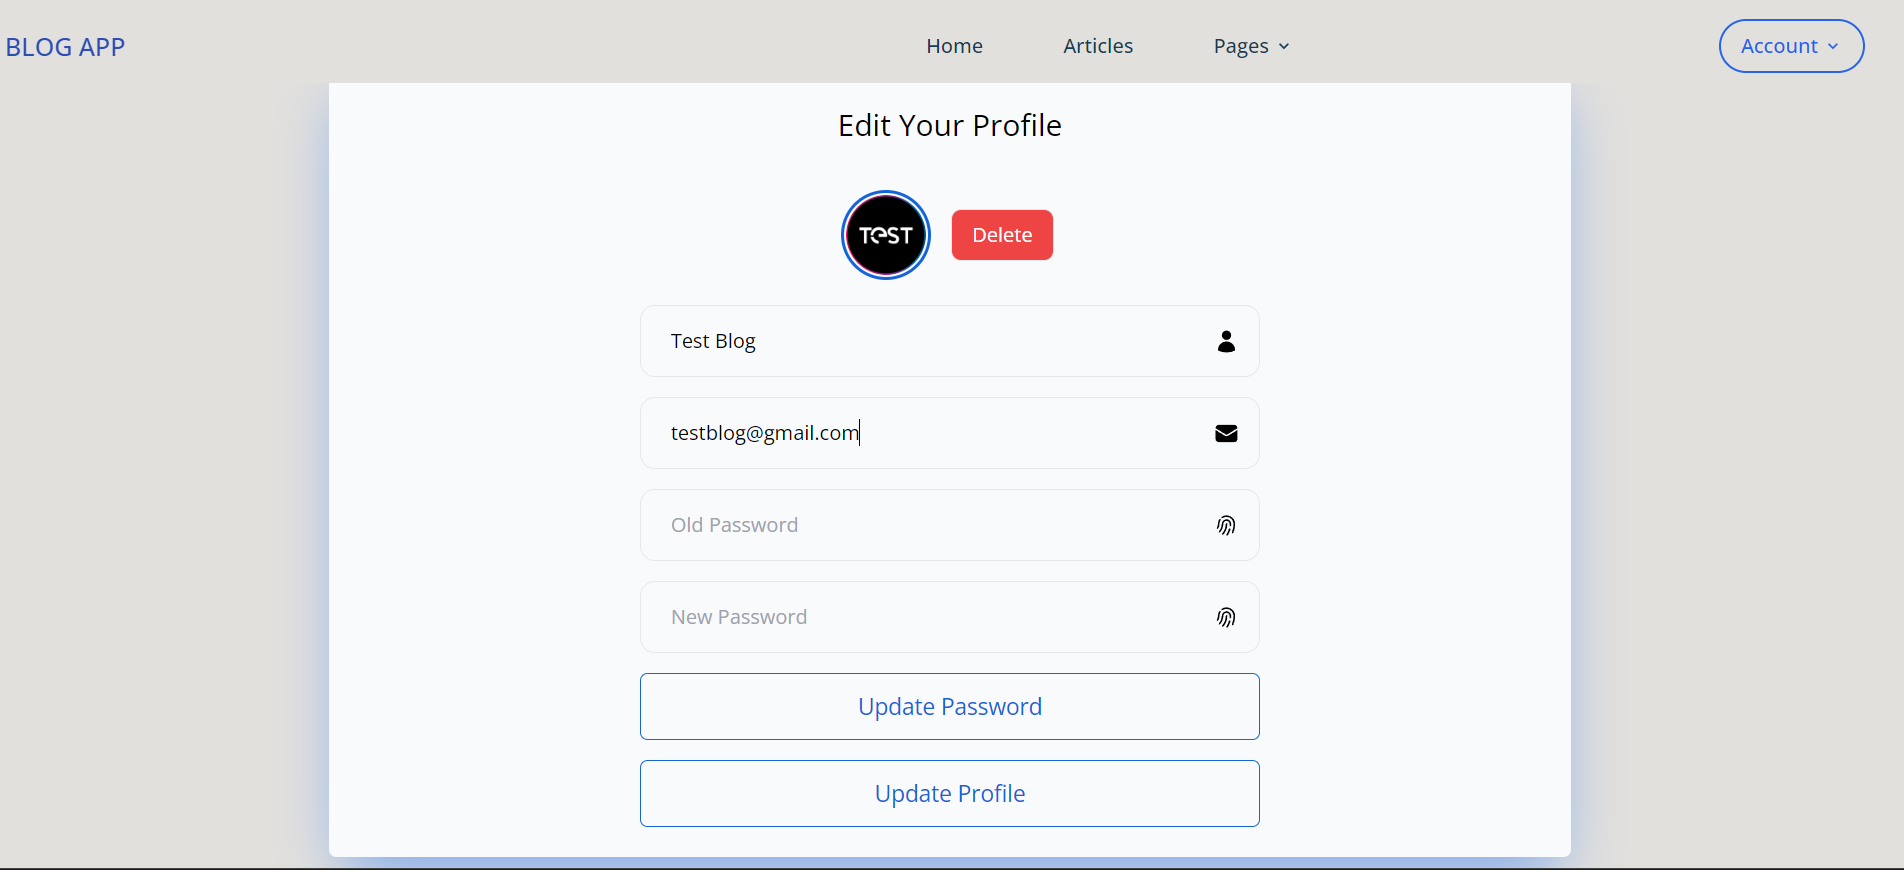 BLOG APP
Home
Articles
Pages
Account
Edit Your Profile
TEST
Delete
Test Blog
testblog@gmail.com
Old Password
New Password
Update Password
Update Profile